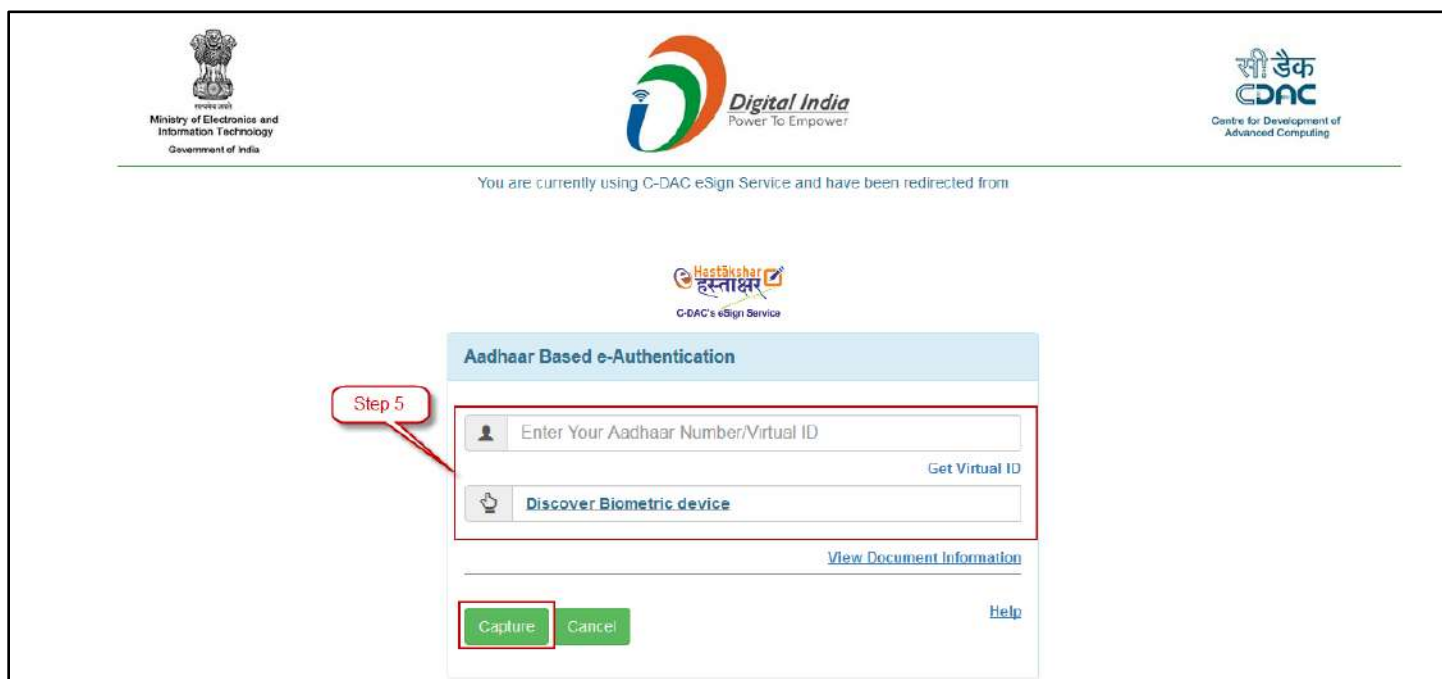 सत्यमेव जयते
Ministry of Electronics and
Information Technology
Government of India
Digital India
Power To Empower
सी डैक
CDAC
Centre for Development of
Advanced Computing
You are currently using C-DAC eSign Service and have been redirected from
e Hastākshar
हस्ताक्षर
C-DAC's eSign Service
Aadhaar Based e-Authentication
Step 5
Enter Your Aadhaar Number/Virtual ID
Get Virtual ID
Discover Biometric device
View Document Information
Help
Capture Cancel